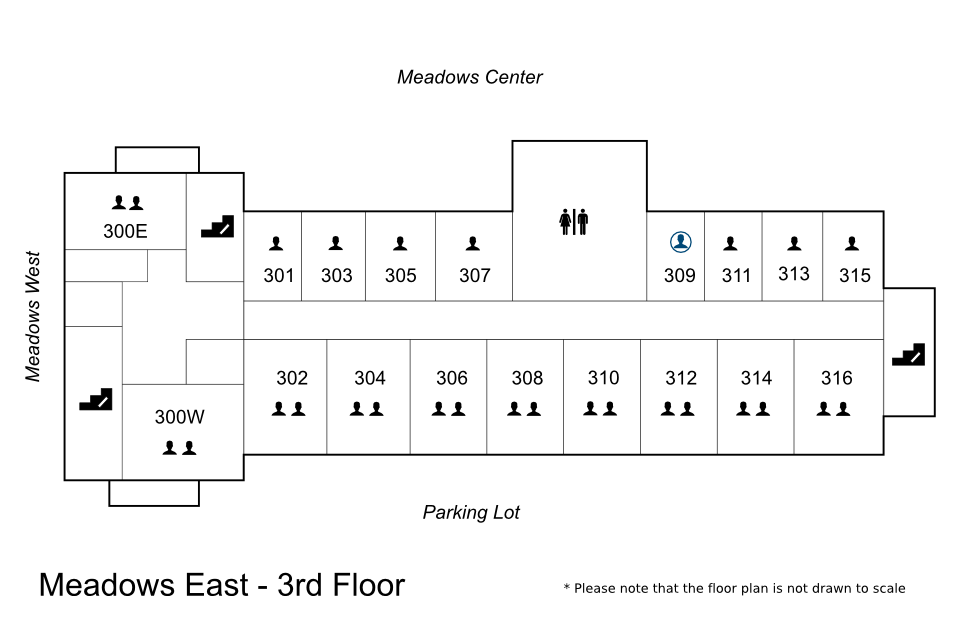 Meadows Center
300E
301 303 305 307 309 311 313 315
Meadows West
302 304 306 308 310 312 314 316
300W
Parking Lot
Meadows East - 3rd Floor
* Please note that the floor plan is not drawn to scale